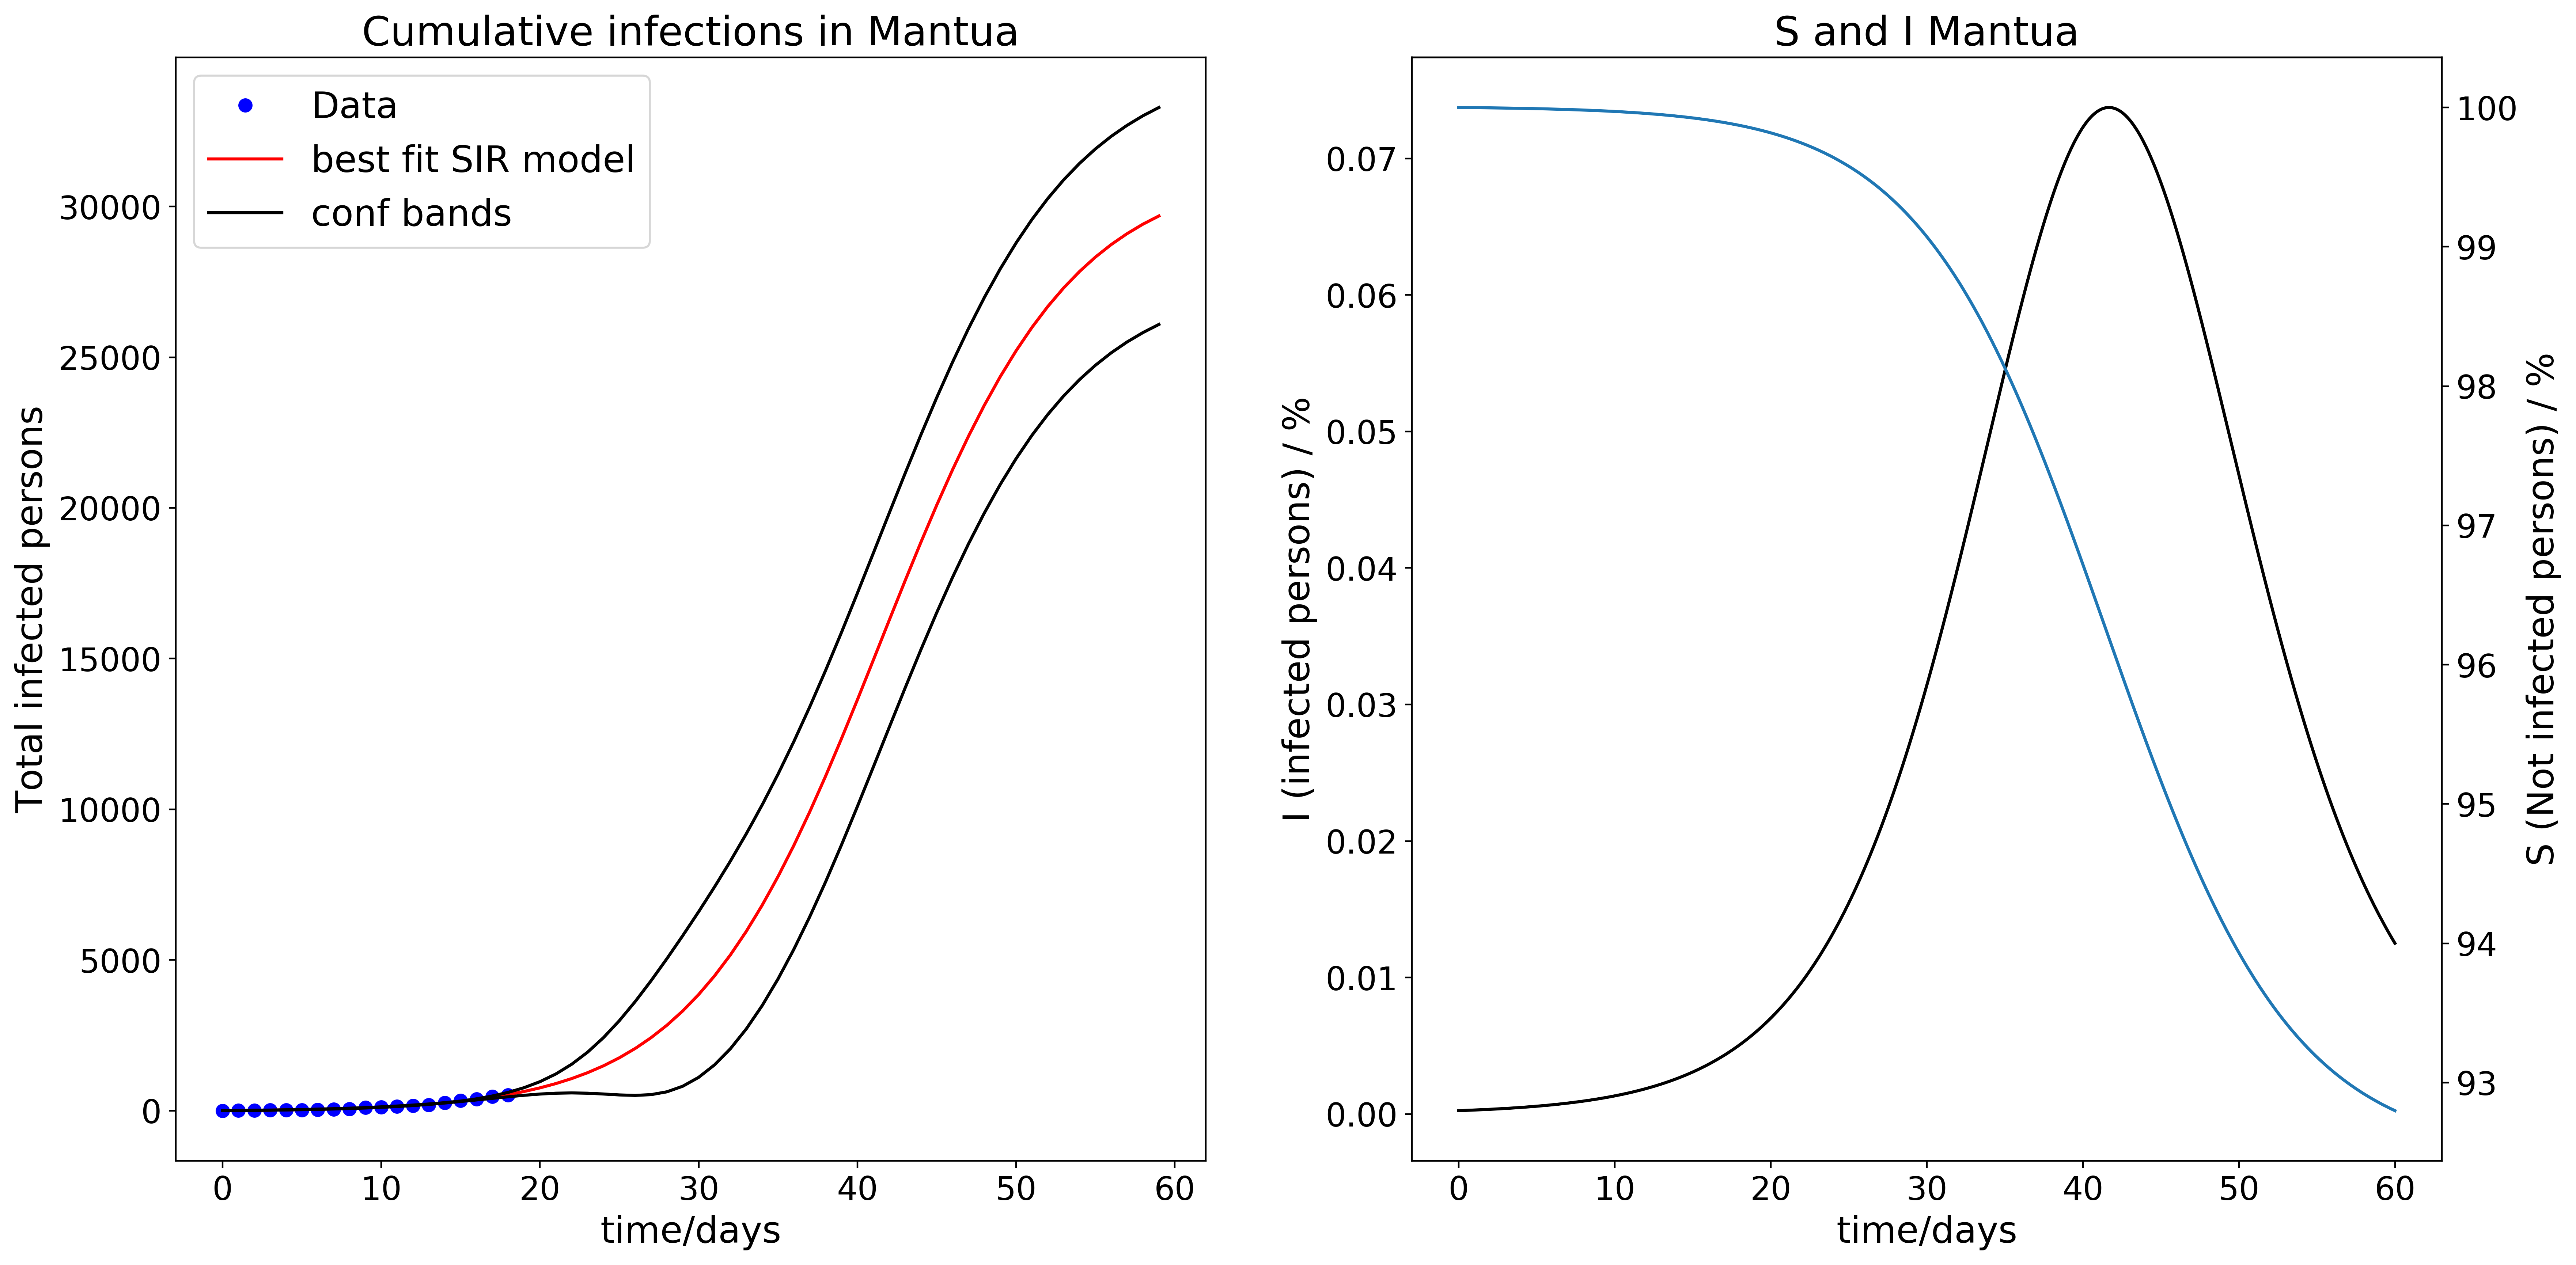 Cumulative infections in Mantua
Data
best fit SIR model
conf bands
Total infected persons
30000
25000
20000
15000
10000
5000
0
0 10 20 30 40 50 60
time/days
S and I Mantua
I (infected persons) / %
0.07
0.06
0.05
0.04
0.03
0.02
0.01
0.00
0 10 20 30 40 50 60
time/days
100
99
98
97
96
95
94
93
S (Not infected persons) / %